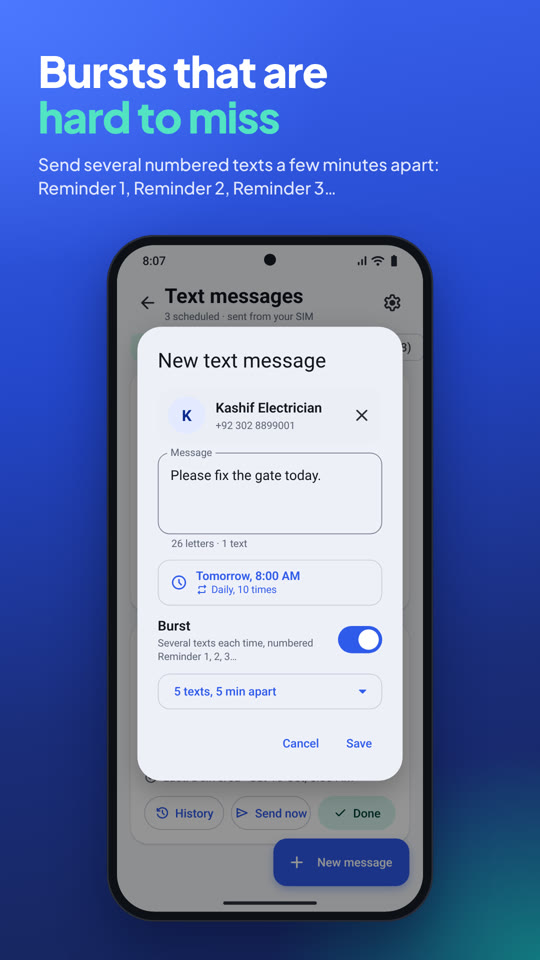 Bursts that are
hard to miss
Send several numbered texts a few minutes apart:
Reminder 1, Reminder 2, Reminder 3...
8:07
Text messages
3 scheduled · sent from your SIM
3)
New text message
K
Kashif Electrician
+92 302 8899001
Message
Please fix the gate today.
26 letters · 1 text
Tomorrow, 8:00 AM
Daily, 10 times
Burst
Several texts each time, numbered
Reminder 1, 2, 3...
5 texts, 5 min apart
Cancel Save
History Send now Done
New message